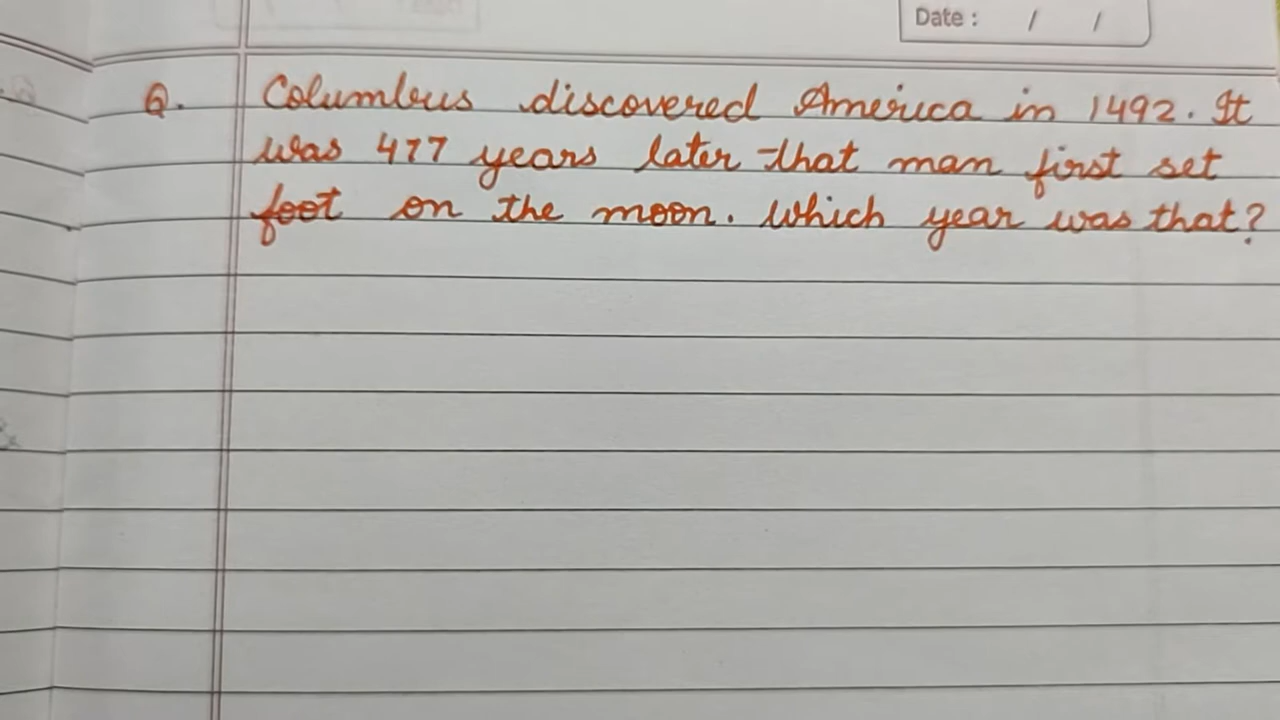 Date : / /
Q. Columbus discovered America in 1492. It
was 477 years later that man first set
foot on the moon. Which year was that?